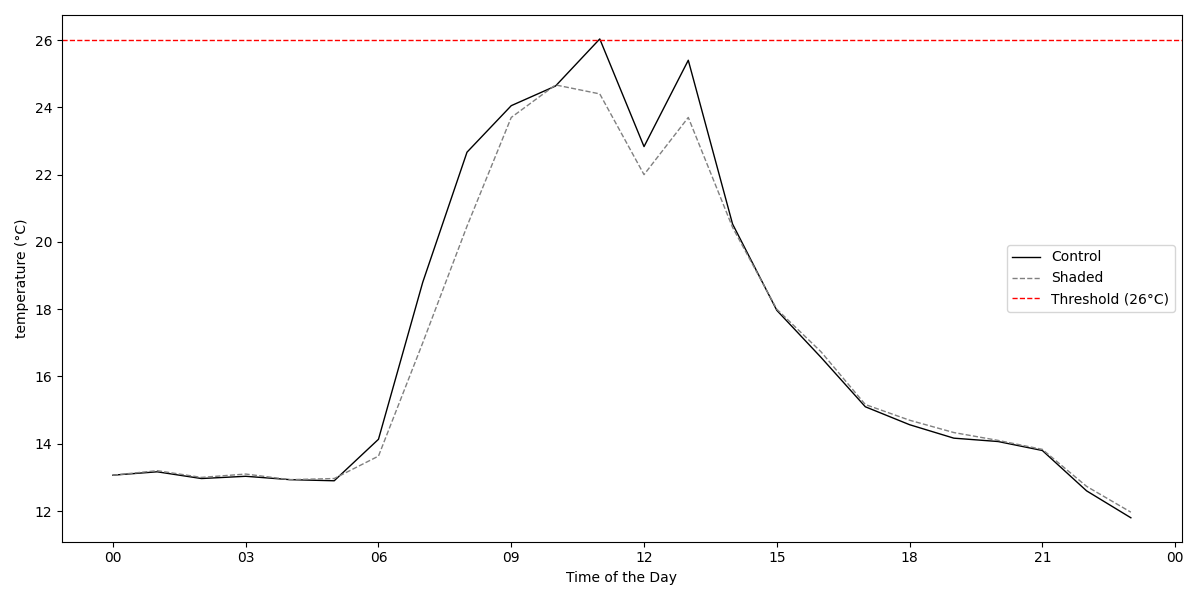 26
24
22
20
18
16
14
12
temperature (°C)
Control
Shaded
Threshold (26°C)
00 03 06 09 12 15 18 21 00
Time of the Day